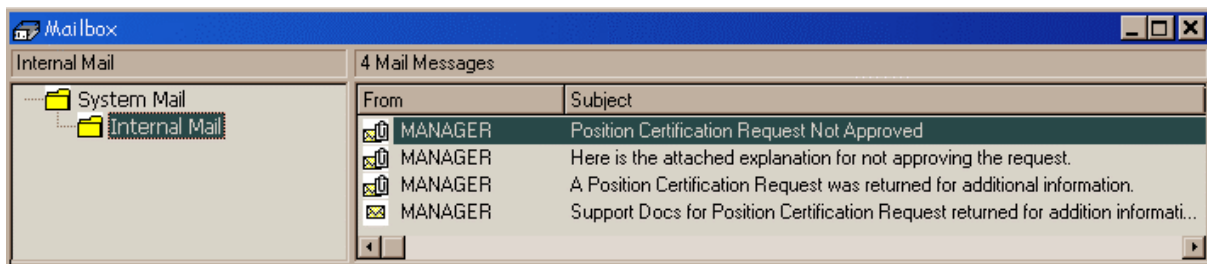 Mailbox
Internal Mail
4 Mail Messages
System Mail
Internal Mail
From Subject
MANAGER Position Certification Request Not Approved
MANAGER Here is the attached explanation for not approving the request.
MANAGER A Position Certification Request was returned for additional information.
MANAGER Support Docs for Position Certification Request returned for addition informati...